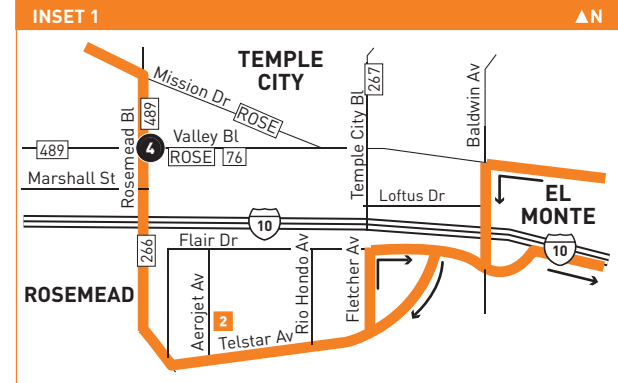 INSET 1
▲N
TEMPLE
CITY
267
Baldwin Av
Mission Dr
ROSE
489
Rosemead Bl
Temple City Bl
489
4
Valley Bl
ROSE
76
Marshall St
Loftus Dr
EL
MONTE
10
10
266
Flair Dr
ROSEMEAD
Aerojet Av
2
Rio Hondo Av
Fletcher Av
Telstar Av